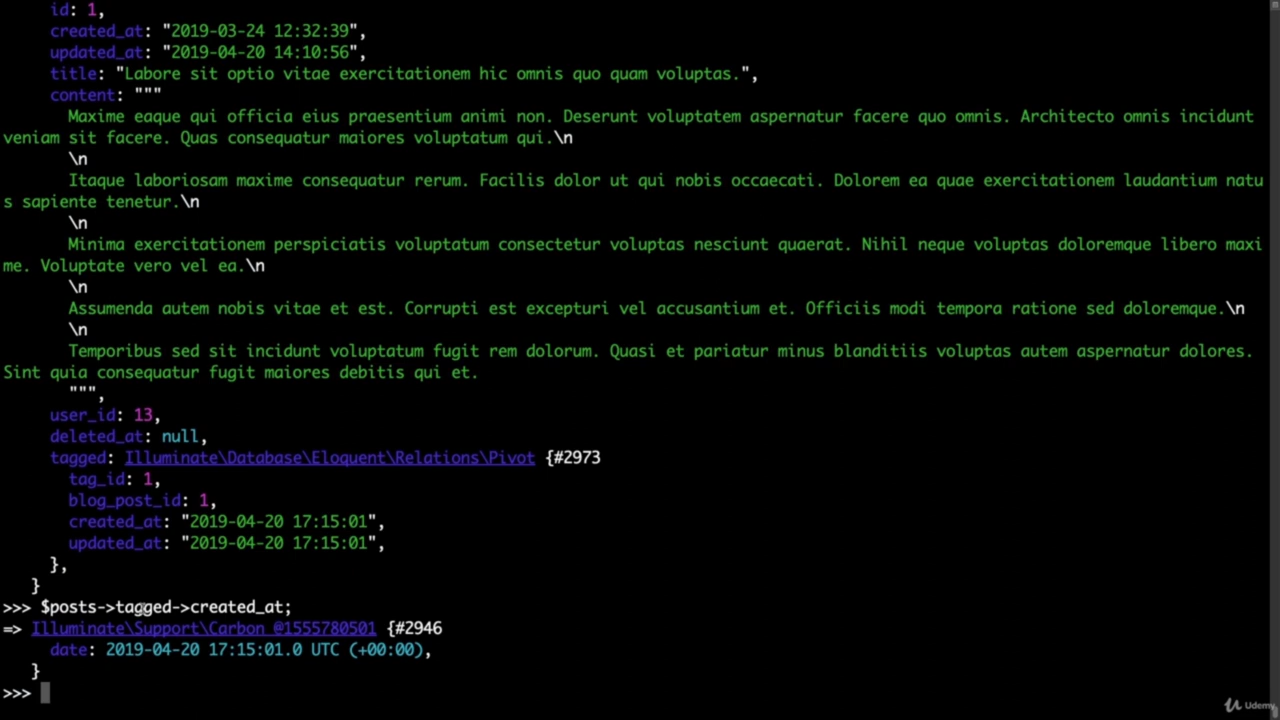 id: 1,
created_at: "2019-03-24 12:32:39",
updated_at: "2019-04-20 14:10:56",
title: "Labore sit optio vitae exercitationem hic omnis quo quam voluptas.",
content: """
Maxime eaque qui officia eius praesentium animi non. Deserunt voluptatem aspernatur facere quo omnis. Architecto omnis incidunt
veniam sit facere. Quas consequatur maiores voluptatum qui.\n
\n
Itaque laboriosam maxime consequatur rerum. Facilis dolor ut qui nobis occaecati. Dolorem ea quae exercitationem laudantium natu
s sapiente tenetur.\n
\n
Minima exercitationem perspiciatis voluptatum consectetur voluptas nesciunt quaerat. Nihil neque voluptas doloremque libero maxi
me. Voluptate vero vel ea.\n
\n
Assumenda autem nobis vitae et est. Corrupti est excepturi vel accusantium et. Officiis modi tempora ratione sed doloremque.\n
\n
Temporibus sed sit incidunt voluptatum fugit rem dolorum. Quasi et pariatur minus blanditiis voluptas autem aspernatur dolores.
Sint quia consequatur fugit maiores debitis qui et.
""",
user_id: 13,
deleted_at: null,
tagged: Illuminate\Database\Eloquent\Relations\Pivot {#2973
tag_id: 1,
blog_post_id: 1,
created_at: "2019-04-20 17:15:01",
updated_at: "2019-04-20 17:15:01",
},
}
>>> $posts->tagged->created_at;
=> Illuminate\Support\Carbon @1555780501 {#2946
date: 2019-04-20 17:15:01.0 UTC (+00:00),
}
>>>
Udemy